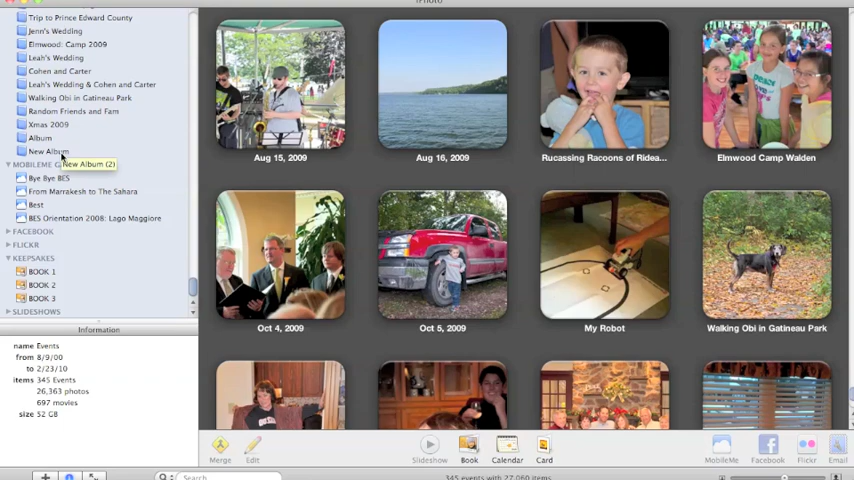 iPhoto
Trip to Prince Edward County
Jenn's Wedding
Elmwood: Camp 2009
Leah's Wedding
Cohen and Carter
Leah's Wedding & Cohen and Carter
Walking Obi in Gatineau Park
Random Friends and Fam
Xmas 2009
Album
New Album
New Album (2)
MOBILEME G
Bye Bye BES
From Marrakesh to The Sahara
Best
BES Orientation 2008: Lago Maggiore
FACEBOOK
FLICKR
KEEPSAKES
BOOK 1
BOOK 2
BOOK 3
SLIDESHOWS
Information
name Events
from 8/9/00
to 2/23/10
items 345 Events
26,363 photos
697 movies
size 52 GB
Aug 15, 2009
Aug 16, 2009
Rucassing Racoons of Ridea...
Elmwood Camp Walden
Oct 4, 2009
Oct 5, 2009
My Robot
Walking Obi in Gatineau Park
Merge
Edit
Slideshow
Book
Calendar
Card
MobileMe
Facebook
Flickr
Email
Search
345 events with 27,060 items